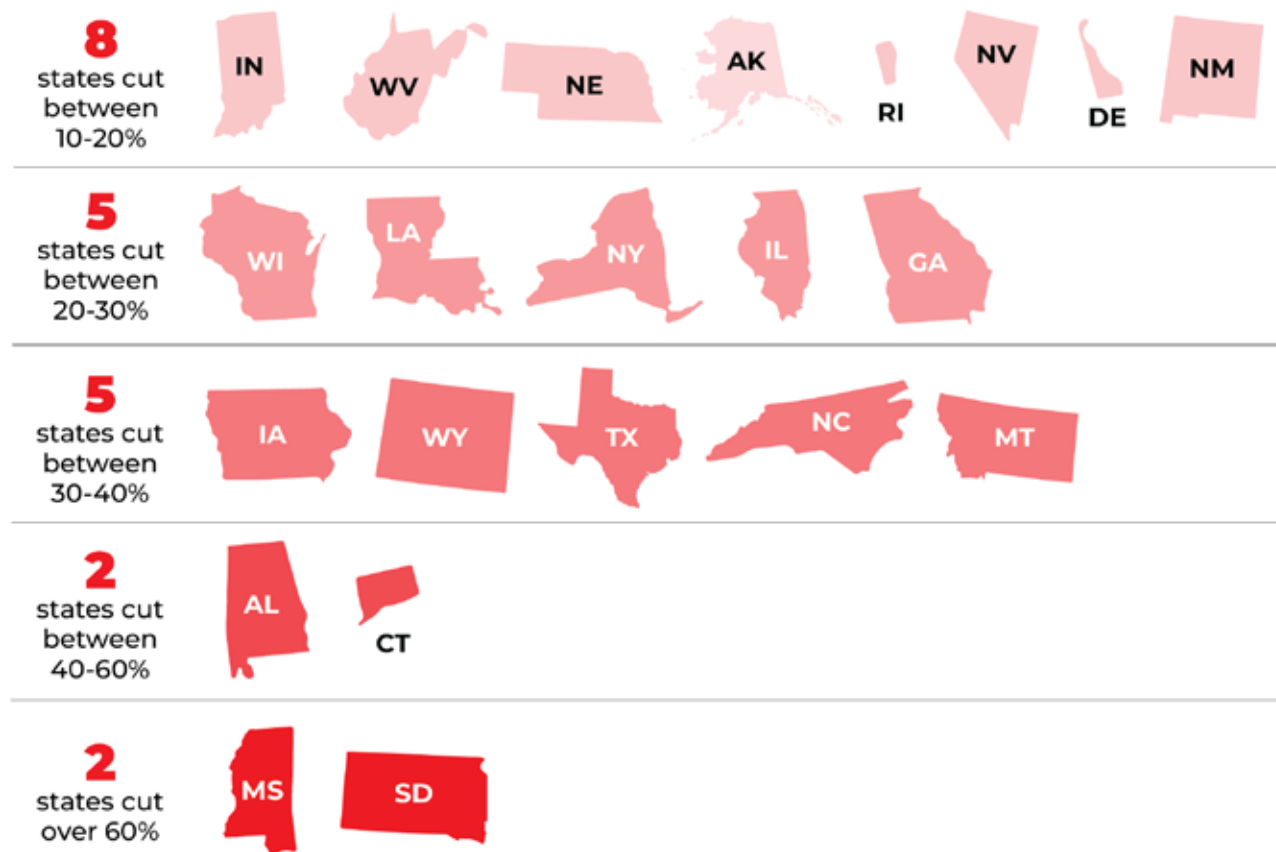 8
states cut
between
10-20%
IN
WV
NE
AK
RI
NV
DE
NM
5
states cut
between
20-30%
WI
LA
NY
IL
GA
5
states cut
between
30-40%
IA
WY
TX
NC
MT
2
states cut
between
40-60%
AL
CT
2
states cut
over 60%
MS
SD